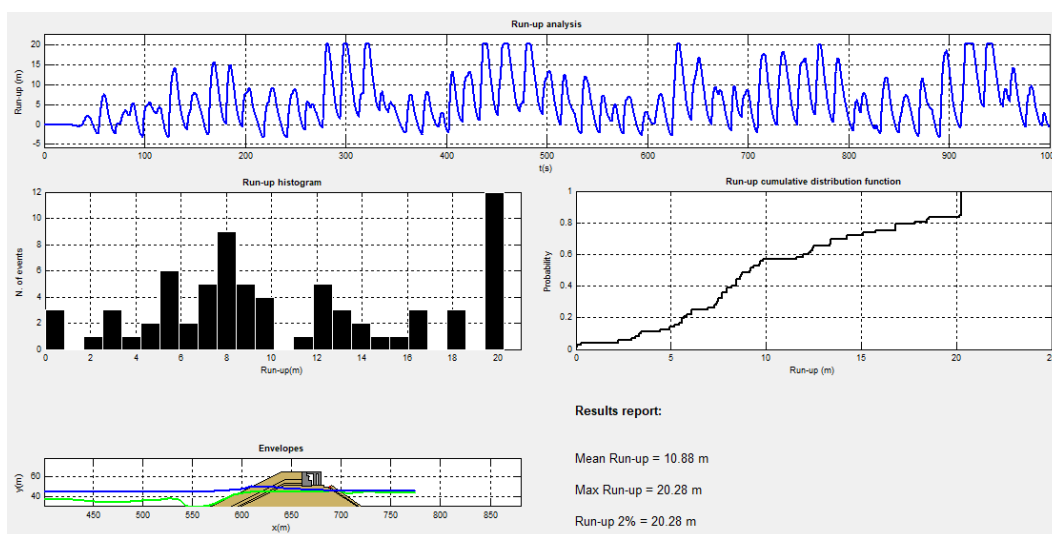 Run-up analysis
Run-up (m)
20
15
10
5
0
-5
0 100 200 300 400 500 600 700 800 900 100
t(s)
Run-up histogram
N. of events
12
10
8
6
4
2
0
0 2 4 6 8 10 12 14 16 18 20
Run-up(m)
Run-up cumulative distribution function
Probability
1
0.8
0.6
0.4
0.2
0
0 5 10 15 20 25
Run-up (m)
Envelopes
y(m)
60
40
450 500 550 600 650 700 750 800 850
x(m)
Results report:
Mean Run-up = 10.88 m
Max Run-up = 20.28 m
Run-up 2% = 20.28 m